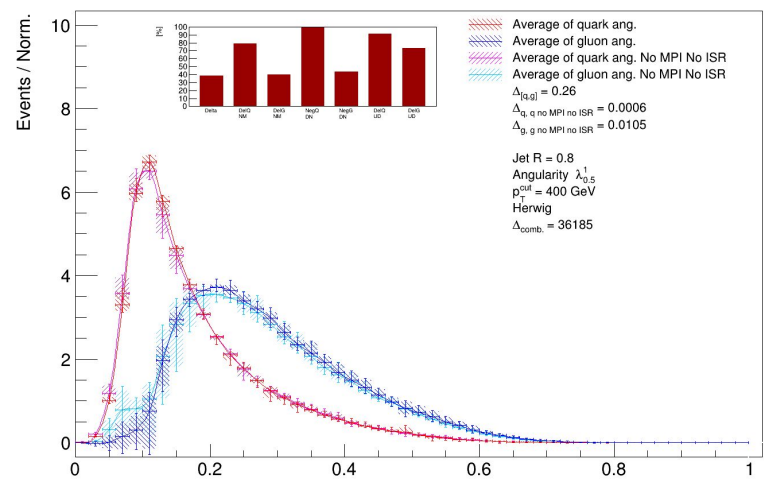 Events / Norm.
10
8
6
4
2
0
0
0.2
0.4
0.6
0.8
1
[%]
100
90
80
70
60
50
40
30
20
10
0
Delta
DelQ NM
DelG NM
NegQ DN
NegG DN
DelQ UD
DelG UD
Average of quark ang.
Average of gluon ang.
Average of quark ang. No MPI No ISR
Average of gluon ang. No MPI No ISR
Δ[q,g] = 0.26
Δq, q no MPI no ISR = 0.0006
Δg, g no MPI no ISR = 0.0105
Jet R = 0.8
Angularity λ¹0.5
pTcut = 400 GeV
Herwig
Δcomb. = 36185